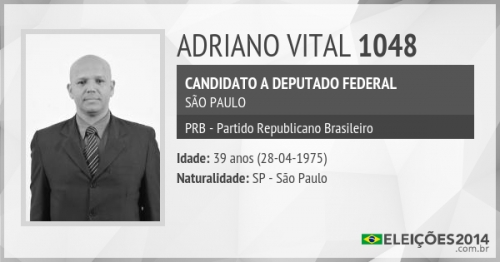 ADRIANO VITAL 1048
CANDIDATO A DEPUTADO FEDERAL
SÃO PAULO
PRB - Partido Republicano Brasileiro
Idade: 39 anos (28-04-1975)
Naturalidade: SP - São Paulo
ELEIÇÕES2014
.com.br